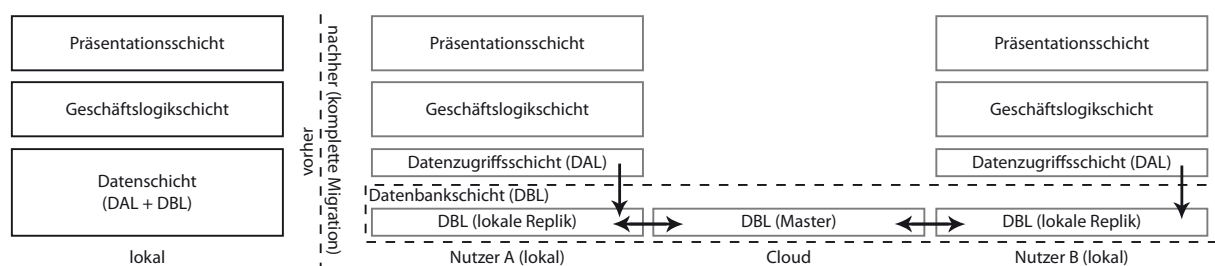 Präsentationsschicht
Geschäftslogikschicht
Datenschicht
(DAL + DBL)
lokal
vorher
nachher (komplette Migration)
Präsentationsschicht
Präsentationsschicht
Geschäftslogikschicht
Geschäftslogikschicht
Datenzugriffsschicht (DAL)
Datenzugriffsschicht (DAL)
Datenbankschicht (DBL)
DBL (lokale Replik)
DBL (Master)
DBL (lokale Replik)
Nutzer A (lokal)
Cloud
Nutzer B (lokal)